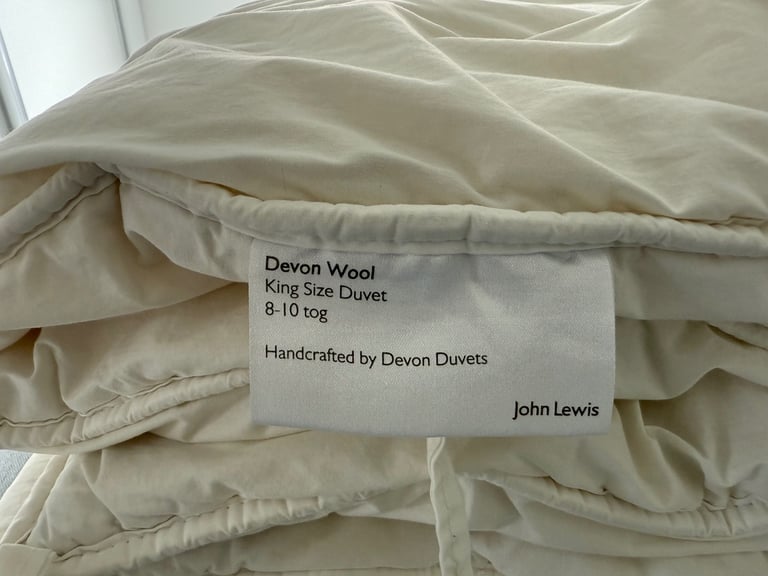 Devon Wool
King Size Duvet
8-10 tog
Handcrafted by Devon Duvets
John Lewis